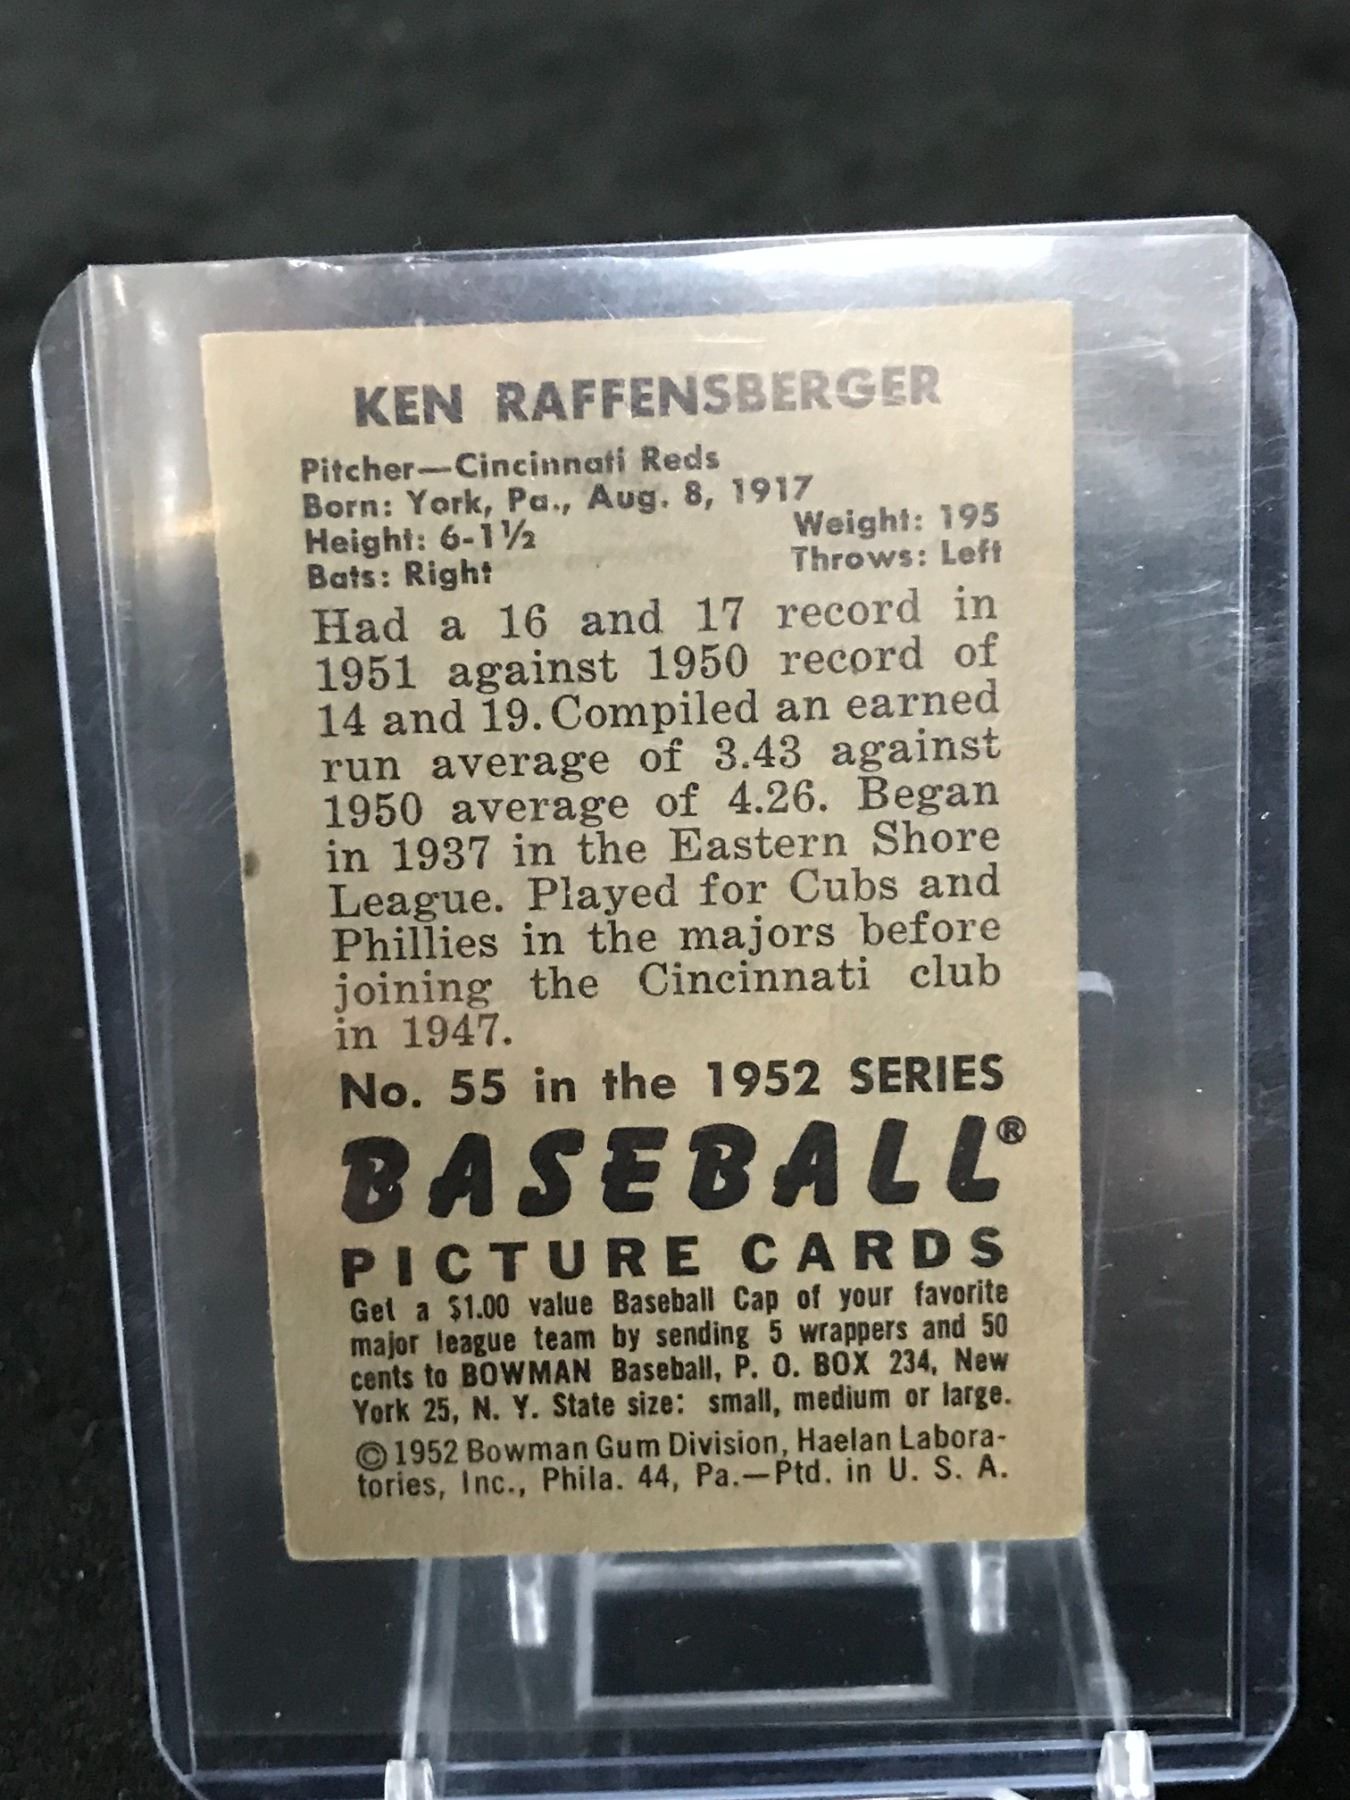 KEN RAFFENSBERGER
Pitcher—Cincinnati Reds
Born: York, Pa., Aug. 8, 1917
Height: 6-1½ Weight: 195
Bats: Right Throws: Left
Had a 16 and 17 record in
1951 against 1950 record of
14 and 19. Compiled an earned
run average of 3.43 against
1950 average of 4.26. Began
in 1937 in the Eastern Shore
League. Played for Cubs and
Phillies in the majors before
joining the Cincinnati club
in 1947.
No. 55 in the 1952 SERIES
BASEBALL®
PICTURE CARDS
Get a $1.00 value Baseball Cap of your favorite
major league team by sending 5 wrappers and 50
cents to BOWMAN Baseball, P. O. BOX 234, New
York 25, N. Y. State size: small, medium or large.
©1952 Bowman Gum Division, Haelan Labora-
tories, Inc., Phila. 44, Pa.—Ptd. in U. S. A.